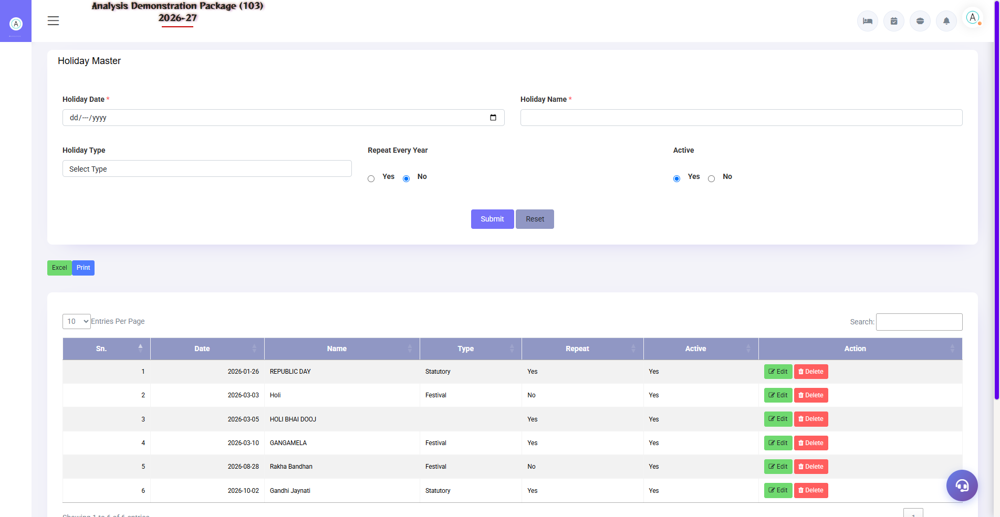 Analysis Demonstration Package (103)
2026-27
A
A
Holiday Master
Holiday Date *
Holiday Name *
dd/---/yyyy
Holiday Type
Repeat Every Year
Active
Select Type
Yes No
Yes No
Submit Reset
Excel Print
10 Entries Per Page
Search:
Sn. Date Name Type Repeat Active Action
1 2026-01-26 REPUBLIC DAY Statutory Yes Yes Edit Delete
2 2026-03-03 Holi Festival No Yes Edit Delete
3 2026-03-05 HOLI BHAI DOOJ Yes Yes Edit Delete
4 2026-03-10 GANGAMELA Festival Yes Yes Edit Delete
5 2026-08-28 Rakha Bandhan Festival No Yes Edit Delete
6 2026-10-02 Gandhi Jaynati Statutory Yes Yes Edit Delete
Showing 1 to 6 of 6 entries
1